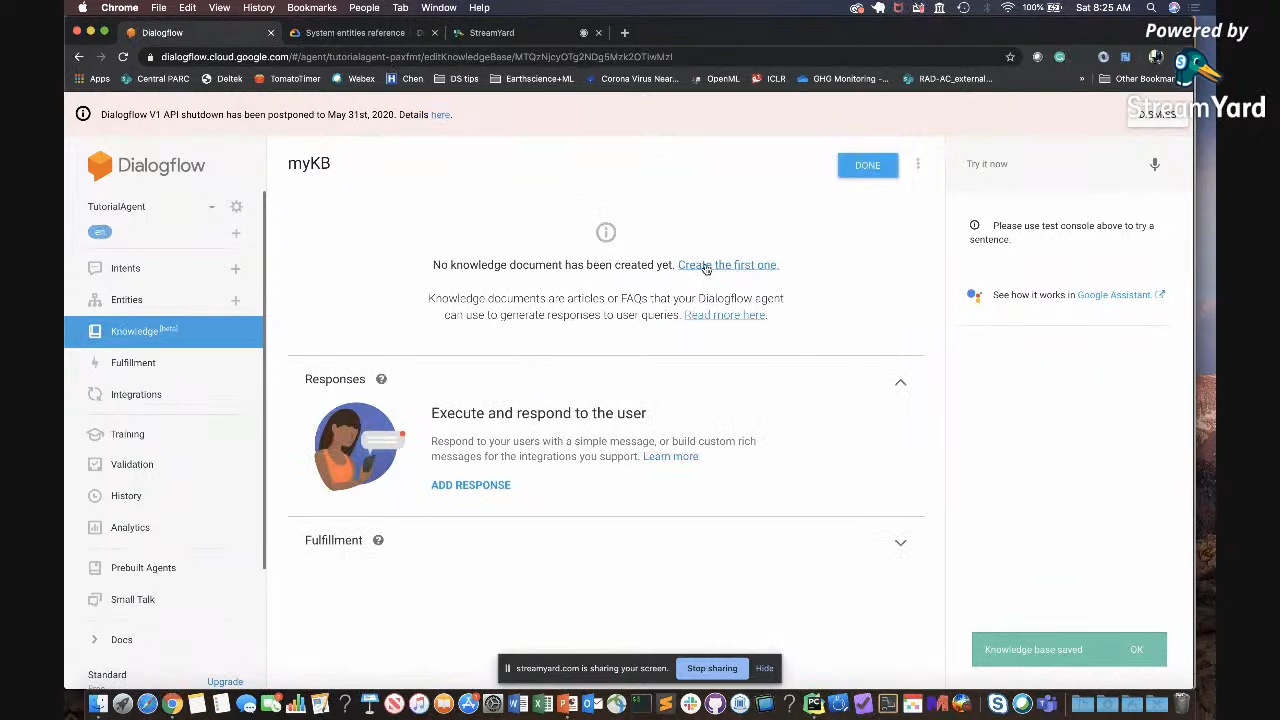 Chrome File Edit View History Bookmarks People Tab Window Help
100% Sat 8:25 AM
Powered by
StreamYard
Dialogflow
System entities reference
StreamYard
dialogflow.cloud.google.com/#/agent/tutorialagent-paxfmt/editKnowledgeBase/MTQzNjcyOTg2NDg5Mzk2OTIwMzI
Apps Central PARC Deltek TomatoTimer Webex Chen DS tips Earthscience+ML Corona Virus Near... OpenML ICLR GHG Monitoring -... RAD-AC_external... » Other Bookmar
Dialogflow V1 API shutdown has been postponed to May 31st, 2020. Details here.
Dialogflow
TutorialAgent
en
Intents
Entities
Knowledge [beta]
Fulfillment
Integrations
Training
Validation
History
Analytics
Prebuilt Agents
Small Talk
Docs
Standard
Free
Upgrade
myKB
DONE
No knowledge document has been created yet. Create the first one.
Knowledge documents are articles or FAQs that your Dialogflow agent
can use to generate responses to user queries. Read more here.
Responses
Execute and respond to the user
Respond to your users with a simple message, or build custom rich
messages for the integrations you support. Learn more
ADD RESPONSE
Fulfillment
Try it now
Please use test console above to try a
sentence.
See how it works in Google Assistant.
Knowledge base saved OK
streamyard.com is sharing your screen. Stop sharing Hide